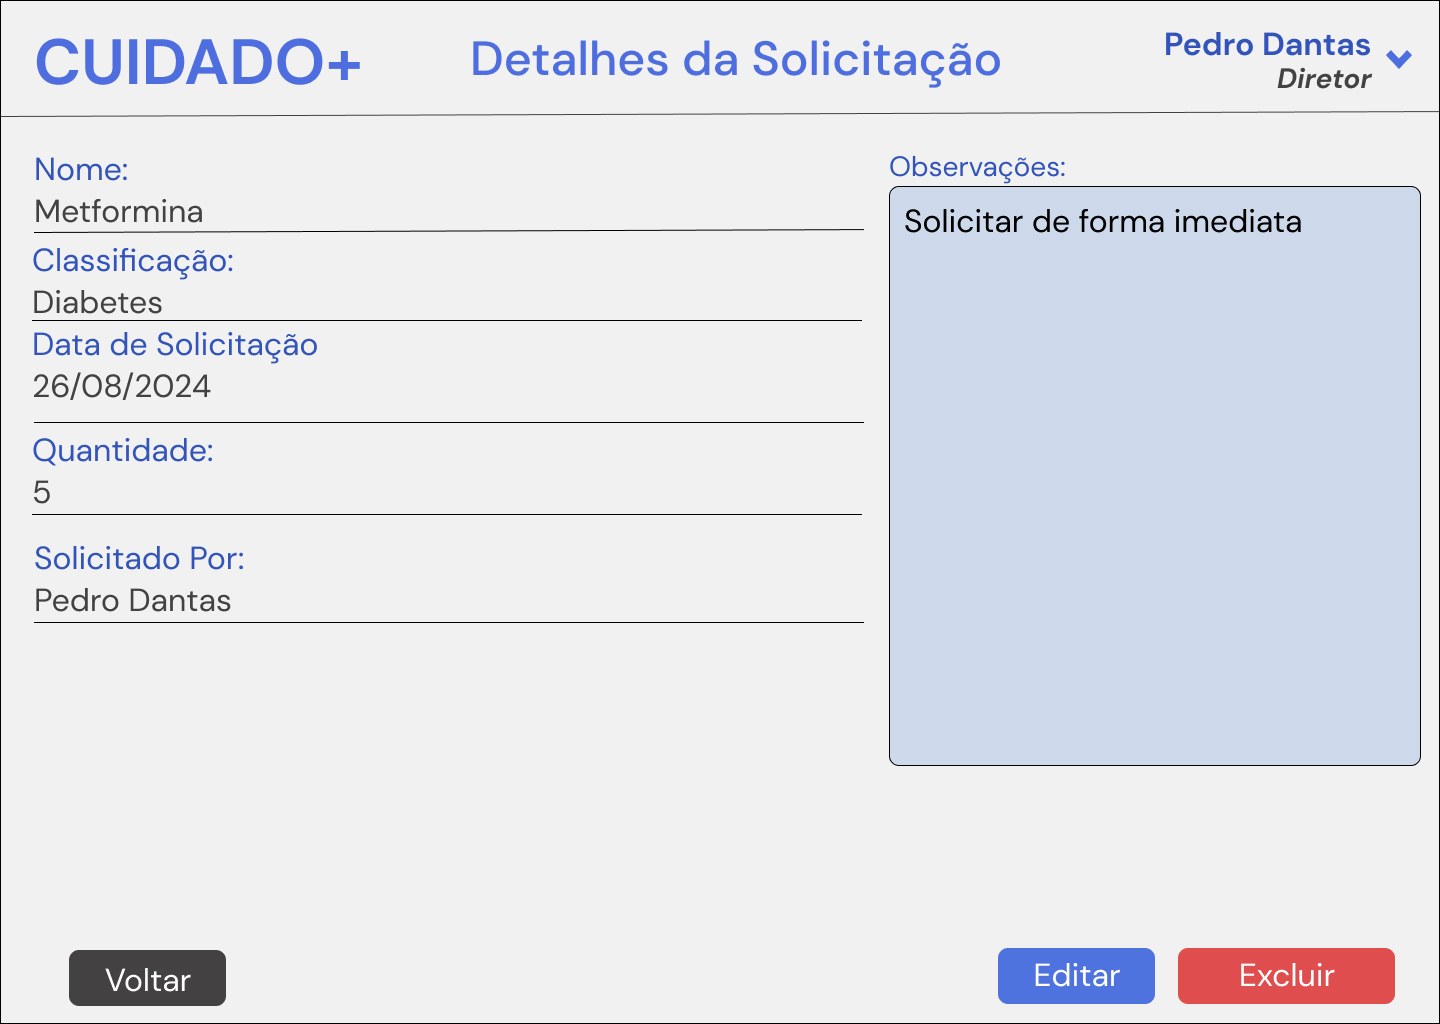 CUIDADO+
Detalhes da Solicitação
Pedro Dantas
Diretor
Nome:
Metformina
Classificação:
Diabetes
Data de Solicitação
26/08/2024
Quantidade:
5
Solicitado Por:
Pedro Dantas
Observações:
Solicitar de forma imediata
Voltar
Editar
Excluir